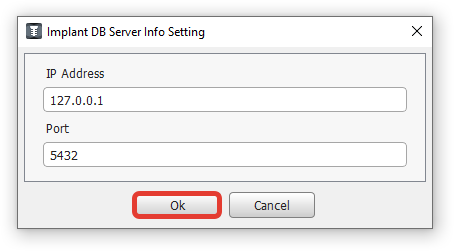 Implant DB Server Info Setting
IP Address
127.0.0.1
Port
5432
Ok Cancel